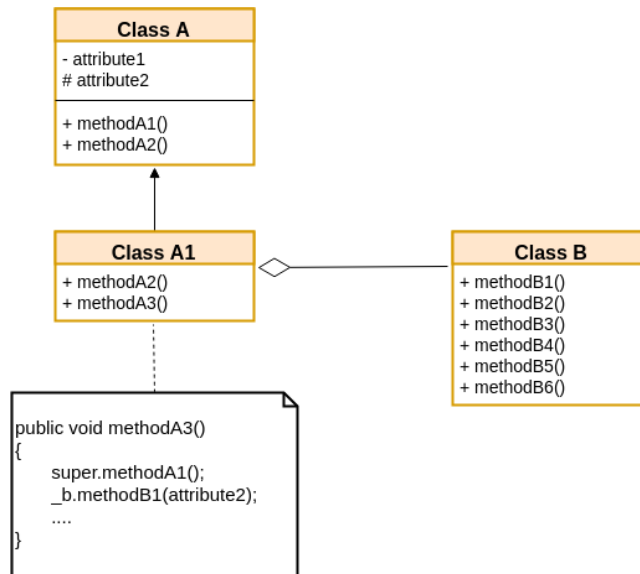 Class A
- attribute1
# attribute2
+ methodA1()
+ methodA2()
Class A1
+ methodA2()
+ methodA3()
Class B
+ methodB1()
+ methodB2()
+ methodB3()
+ methodB4()
+ methodB5()
+ methodB6()
public void methodA3()
{
super.methodA1();
_b.methodB1(attribute2);
....
}